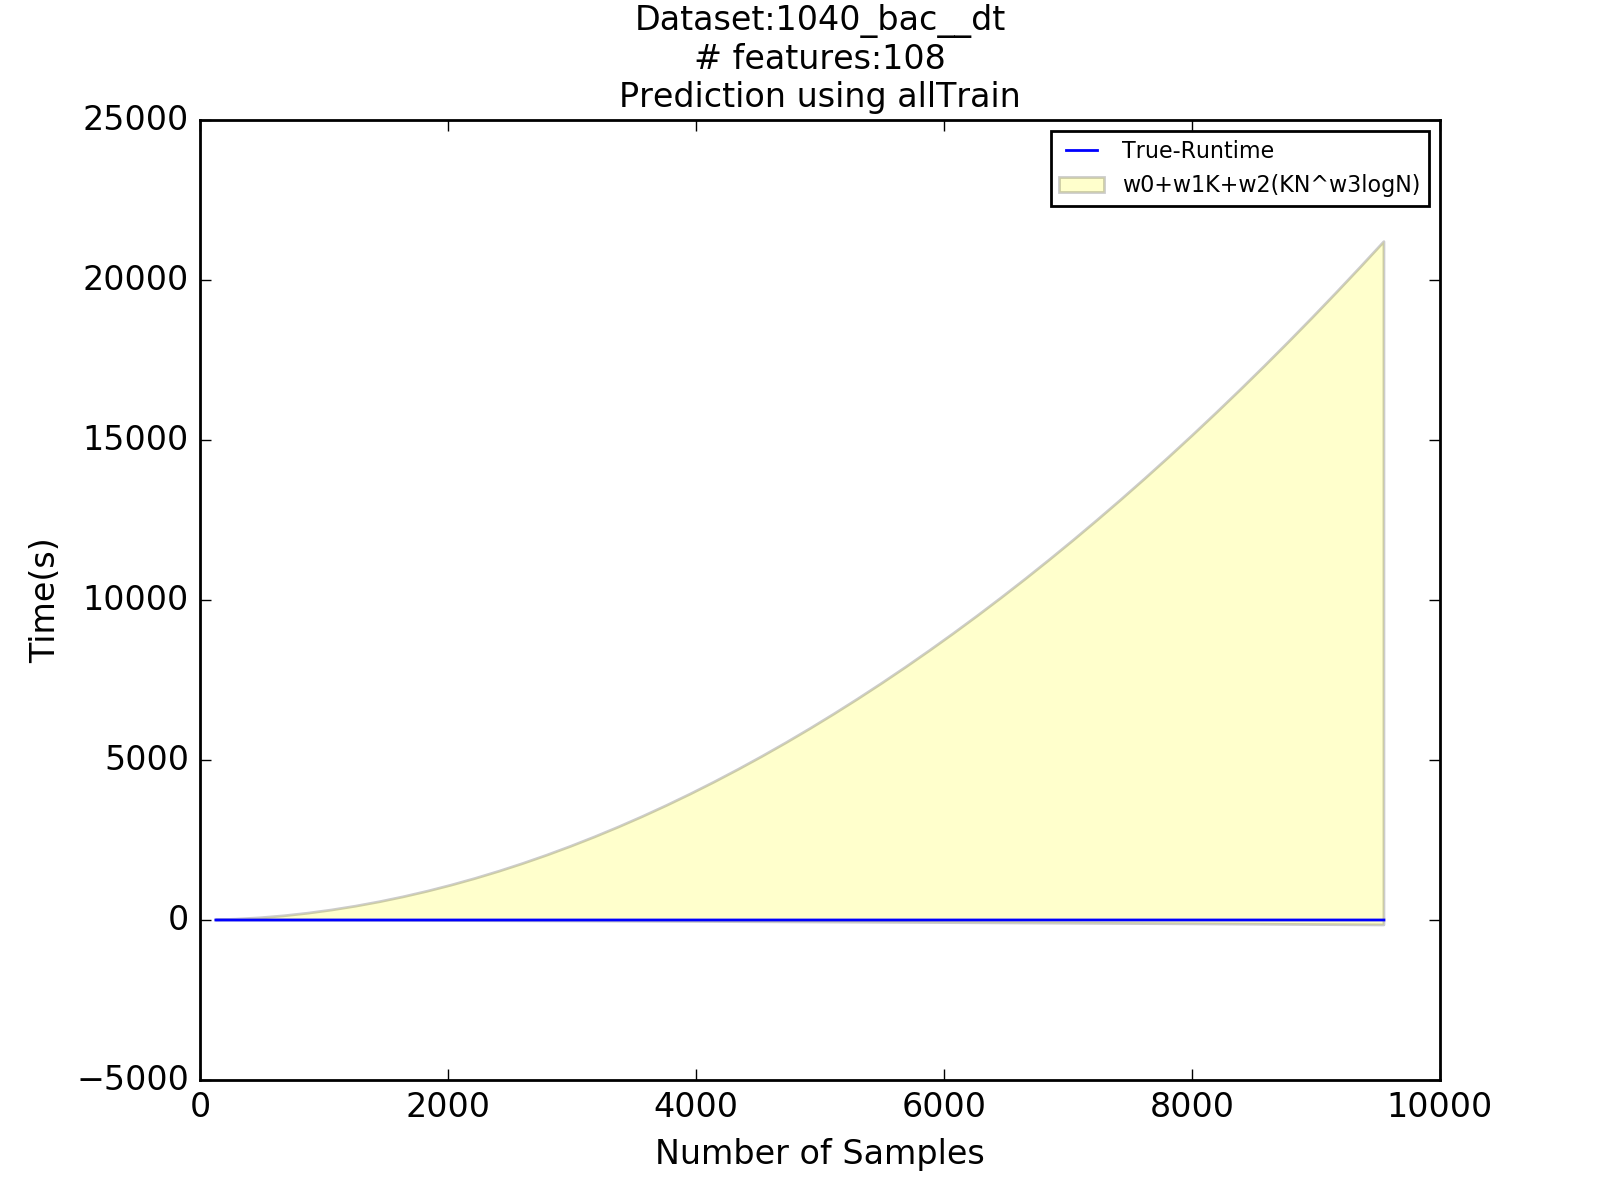 Dataset:1040_bac__dt
# features:108
Prediction using allTrain
25000
20000
15000
10000
5000
0
−5000
Time(s)
True-Runtime
w0+w1K+w2(KN^w3logN)
0 2000 4000 6000 8000 10000
Number of Samples